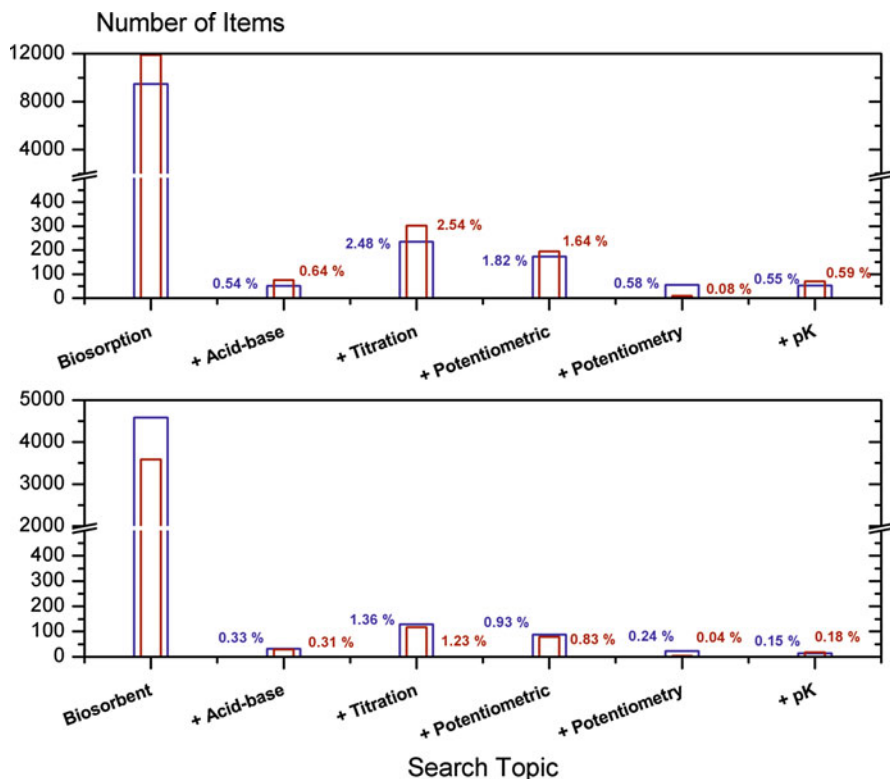 Number of Items
12000
8000
4000
400
300
200
100
0
0.54 %
0.64 %
2.48 %
2.54 %
1.82 %
1.64 %
0.58 %
0.08 %
0.55 %
0.59 %
Biosorption
+ Acid-base
+ Titration
+ Potentiometric
+ Potentiometry
+ pK
5000
4000
3000
2000
400
300
200
100
0
0.33 %
0.31 %
1.36 %
1.23 %
0.93 %
0.83 %
0.24 %
0.04 %
0.15 %
0.18 %
Biosorbent
+ Acid-base
+ Titration
+ Potentiometric
+ Potentiometry
+ pK
Search Topic